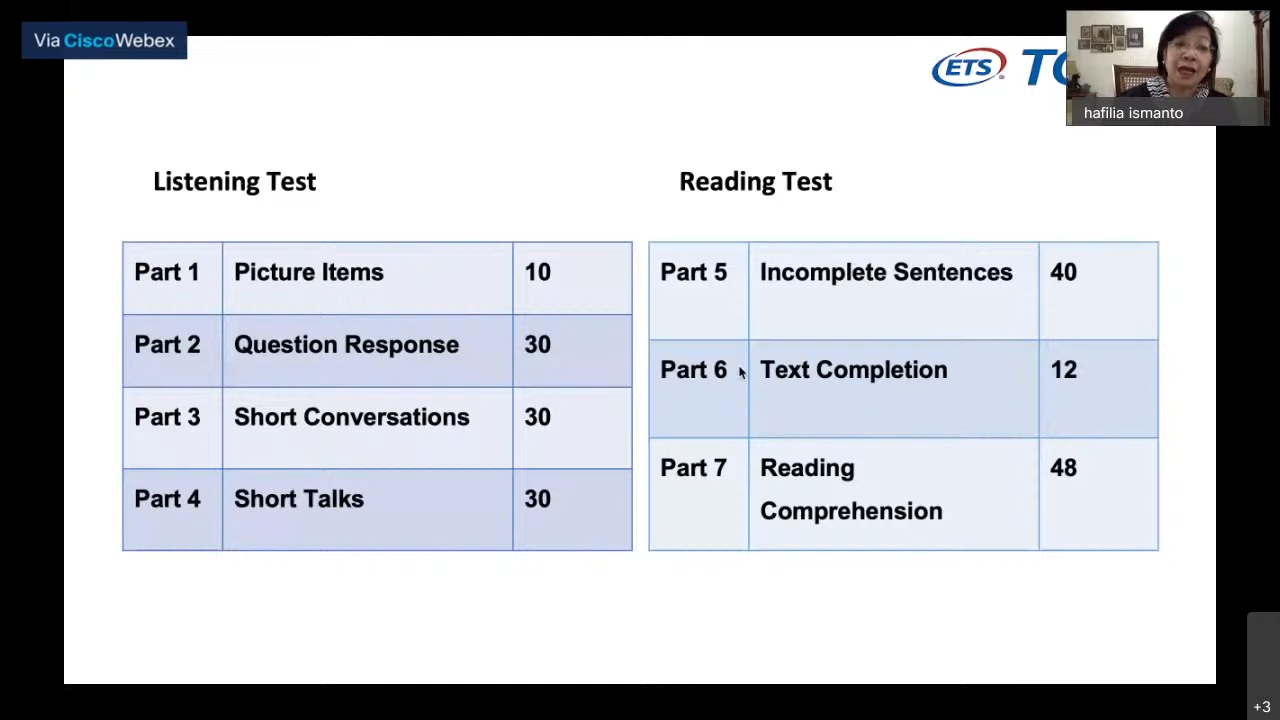 Via CiscoWebex
ETS
hafilia ismanto
Listening Test
Part 1 Picture Items 10
Part 2 Question Response 30
Part 3 Short Conversations 30
Part 4 Short Talks 30
Reading Test
Part 5 Incomplete Sentences 40
Part 6 Text Completion 12
Part 7 Reading 48
Comprehension
+3